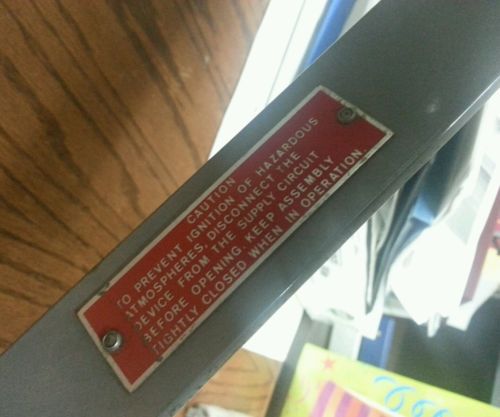 CAUTION
TO PREVENT IGNITION OF HAZARDOUS
ATMOSPHERES, DISCONNECT THE
DEVICE FROM THE SUPPLY CIRCUIT
BEFORE OPENING. KEEP ASSEMBLY
TIGHTLY CLOSED WHEN IN OPERATION